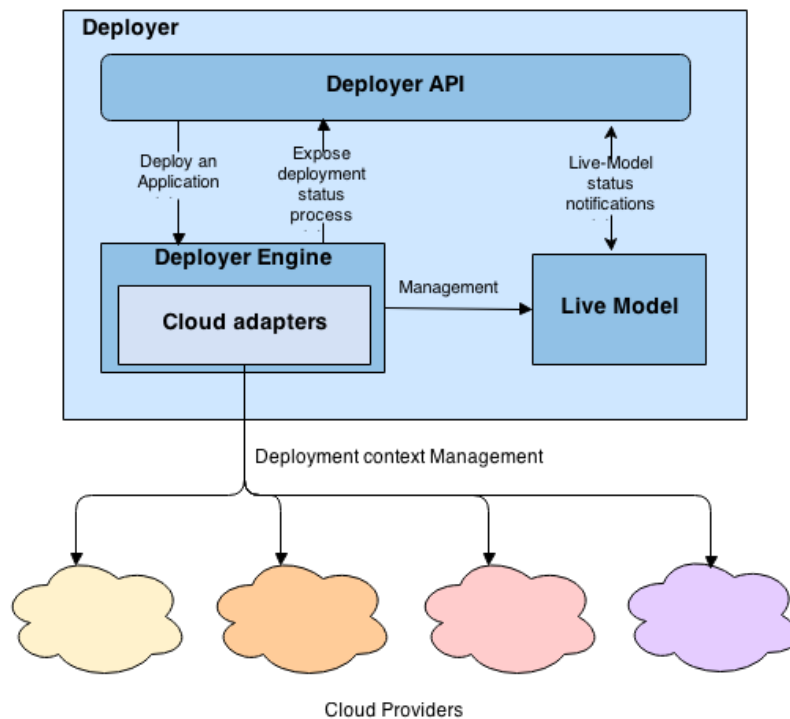 Deployer
Deployer API
Deploy an
Application
Expose
deployment
status
process
Live-Model
status
notifications
Deployer Engine
Cloud adapters
Management
Live Model
Deployment context Management
Cloud Providers